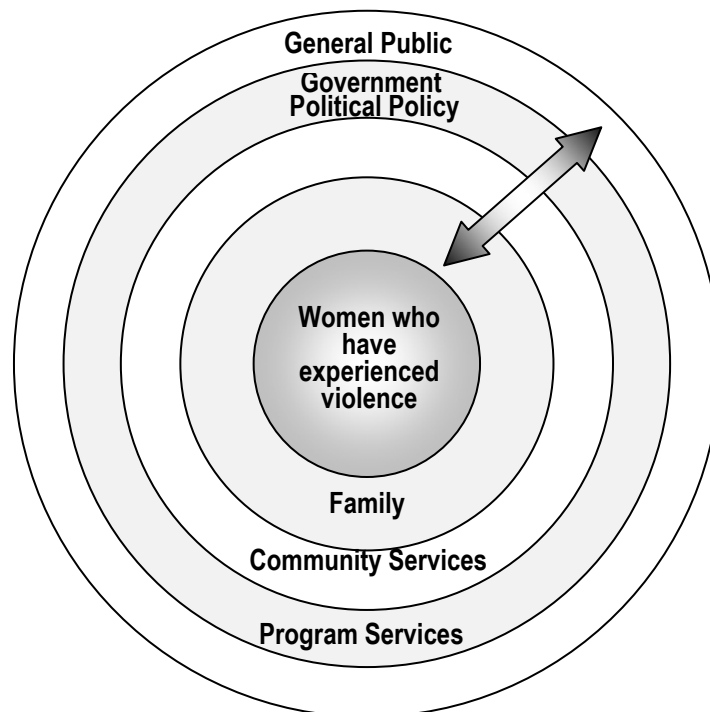 General Public
Government
Political Policy
Women who
have
experienced
violence
Family
Community Services
Program Services